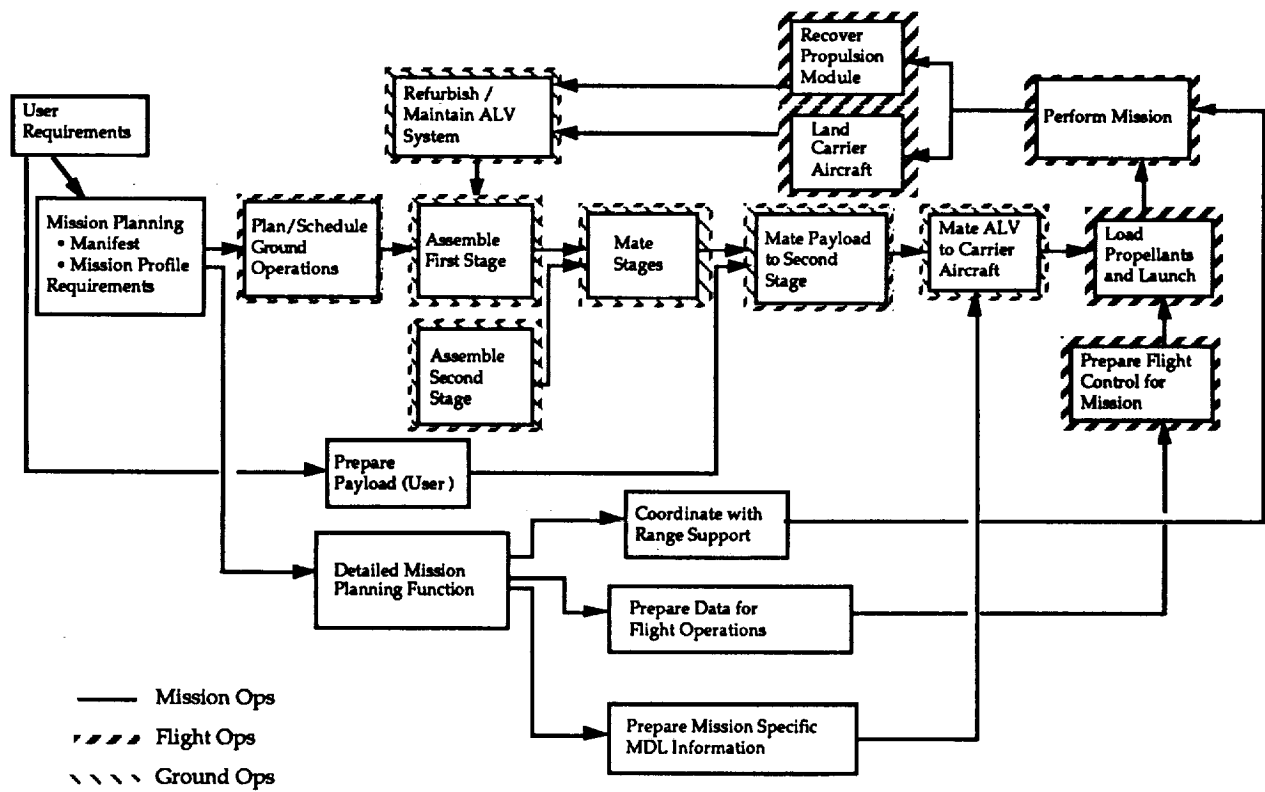 Recover
Propulsion
Module
Refurbish /
Maintain ALV
System
User
Requirements
Land
Carrier
Aircraft
Perform Mission
Mission Planning
• Manifest
• Mission Profile
Requirements
Plan/Schedule
Ground
Operations
Assemble
First Stage
Mate
Stages
Mate Payload
to Second
Stage
Mate ALV
to Carrier
Aircraft
Load
Propellants
and Launch
Assemble
Second
Stage
Prepare Flight
Control for
Mission
Prepare
Payload (User )
Coordinate with
Range Support
Detailed Mission
Planning Function
Prepare Data for
Flight Operations
Prepare Mission Specific
MDL Information
Mission Ops
Flight Ops
Ground Ops